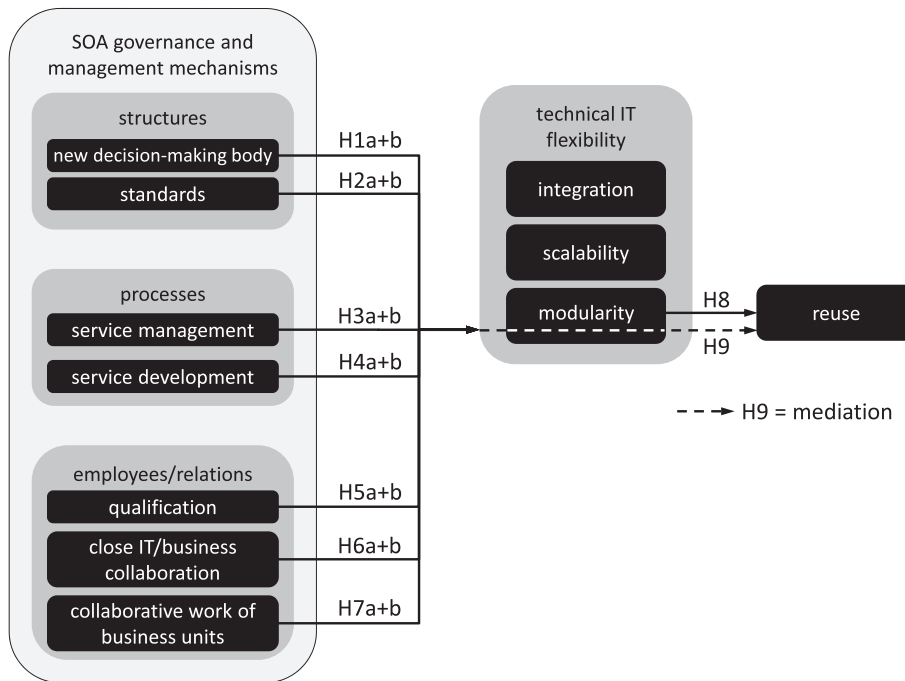 SOA governance and
management mechanisms
structures
new decision-making body
H1a+b
standards
H2a+b
processes
service management
H3a+b
service development
H4a+b
employees/relations
qualification
H5a+b
close IT/business
collaboration
H6a+b
collaborative work of
business units
H7a+b
technical IT
flexibility
integration
scalability
modularity
H8
H9
reuse
H9 = mediation